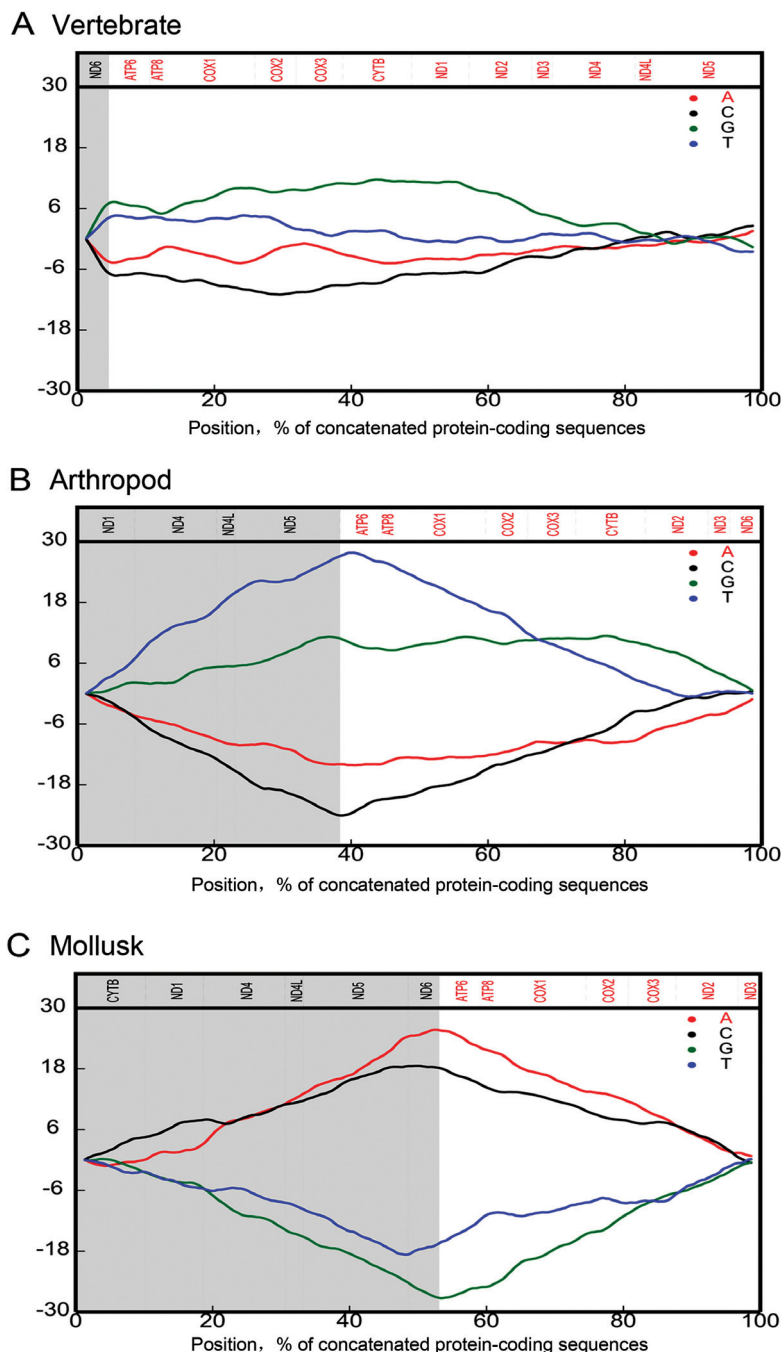 A Vertebrate
ND6 ATP6 ATP8 COX1 COX2 COX3 CYTB ND1 ND2 ND3 ND4 ND4L ND5
30
A
C
G
T
18
6
-6
-18
-30
0 20 40 60 80 100
Position, % of concatenated protein-coding sequences
B Arthropod
ND1 ND4 ND4L ND5 ATP6 ATP8 COX1 COX2 COX3 CYTB ND2 ND3 ND6
30
A
C
G
T
18
6
-6
-18
-30
0 20 40 60 80 100
Position, % of concatenated protein-coding sequences
C Mollusk
CYTB ND1 ND4 ND4L ND5 ND6 ATP6 ATP8 COX1 COX2 COX3 ND2 ND3
30
A
C
G
T
18
6
-6
-18
-30
0 20 40 60 80 100
Position, % of concatenated protein-coding sequences